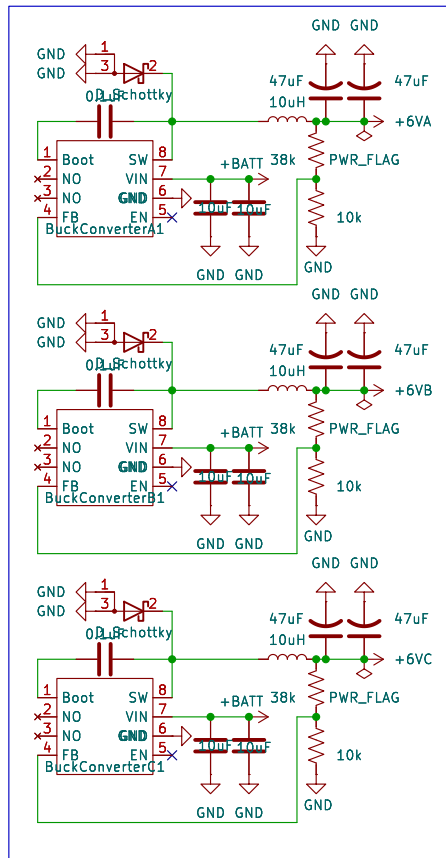 GND
GND
GND 1
GND 3 2
47uF 47uF
D_Schottky
0.1uF 10uH
+6VA
1 Boot SW 8
2 NO VIN 7
3 NO GND 6
4 FB EN 5
+BATT 38k PWR_FLAG
10uF 10uF 10k
BuckConverterA1
GND GND GND
GND GND
GND 1
GND 3 2
47uF 47uF
D_Schottky
0.1uF 10uH
+6VB
1 Boot SW 8
2 NO VIN 7
3 NO GND 6
4 FB EN 5
+BATT 38k PWR_FLAG
10uF 10uF 10k
BuckConverterB1
GND GND GND
GND GND
GND 1
GND 3 2
47uF 47uF
D_Schottky
0.1uF 10uH
+6VC
1 Boot SW 8
2 NO VIN 7
3 NO GND 6
4 FB EN 5
+BATT 38k PWR_FLAG
10uF 10uF 10k
BuckConverterC1
GND GND GND